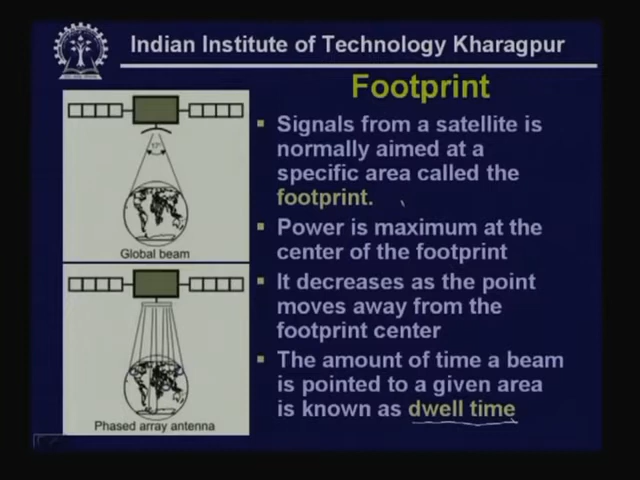 Indian Institute of Technology Kharagpur
Footprint
Signals from a satellite is
normally aimed at a
specific area called the
footprint.
Power is maximum at the
center of the footprint
It decreases as the point
moves away from the
footprint center
The amount of time a beam
is pointed to a given area
is known as dwell time
17°
Global beam
Phased array antenna